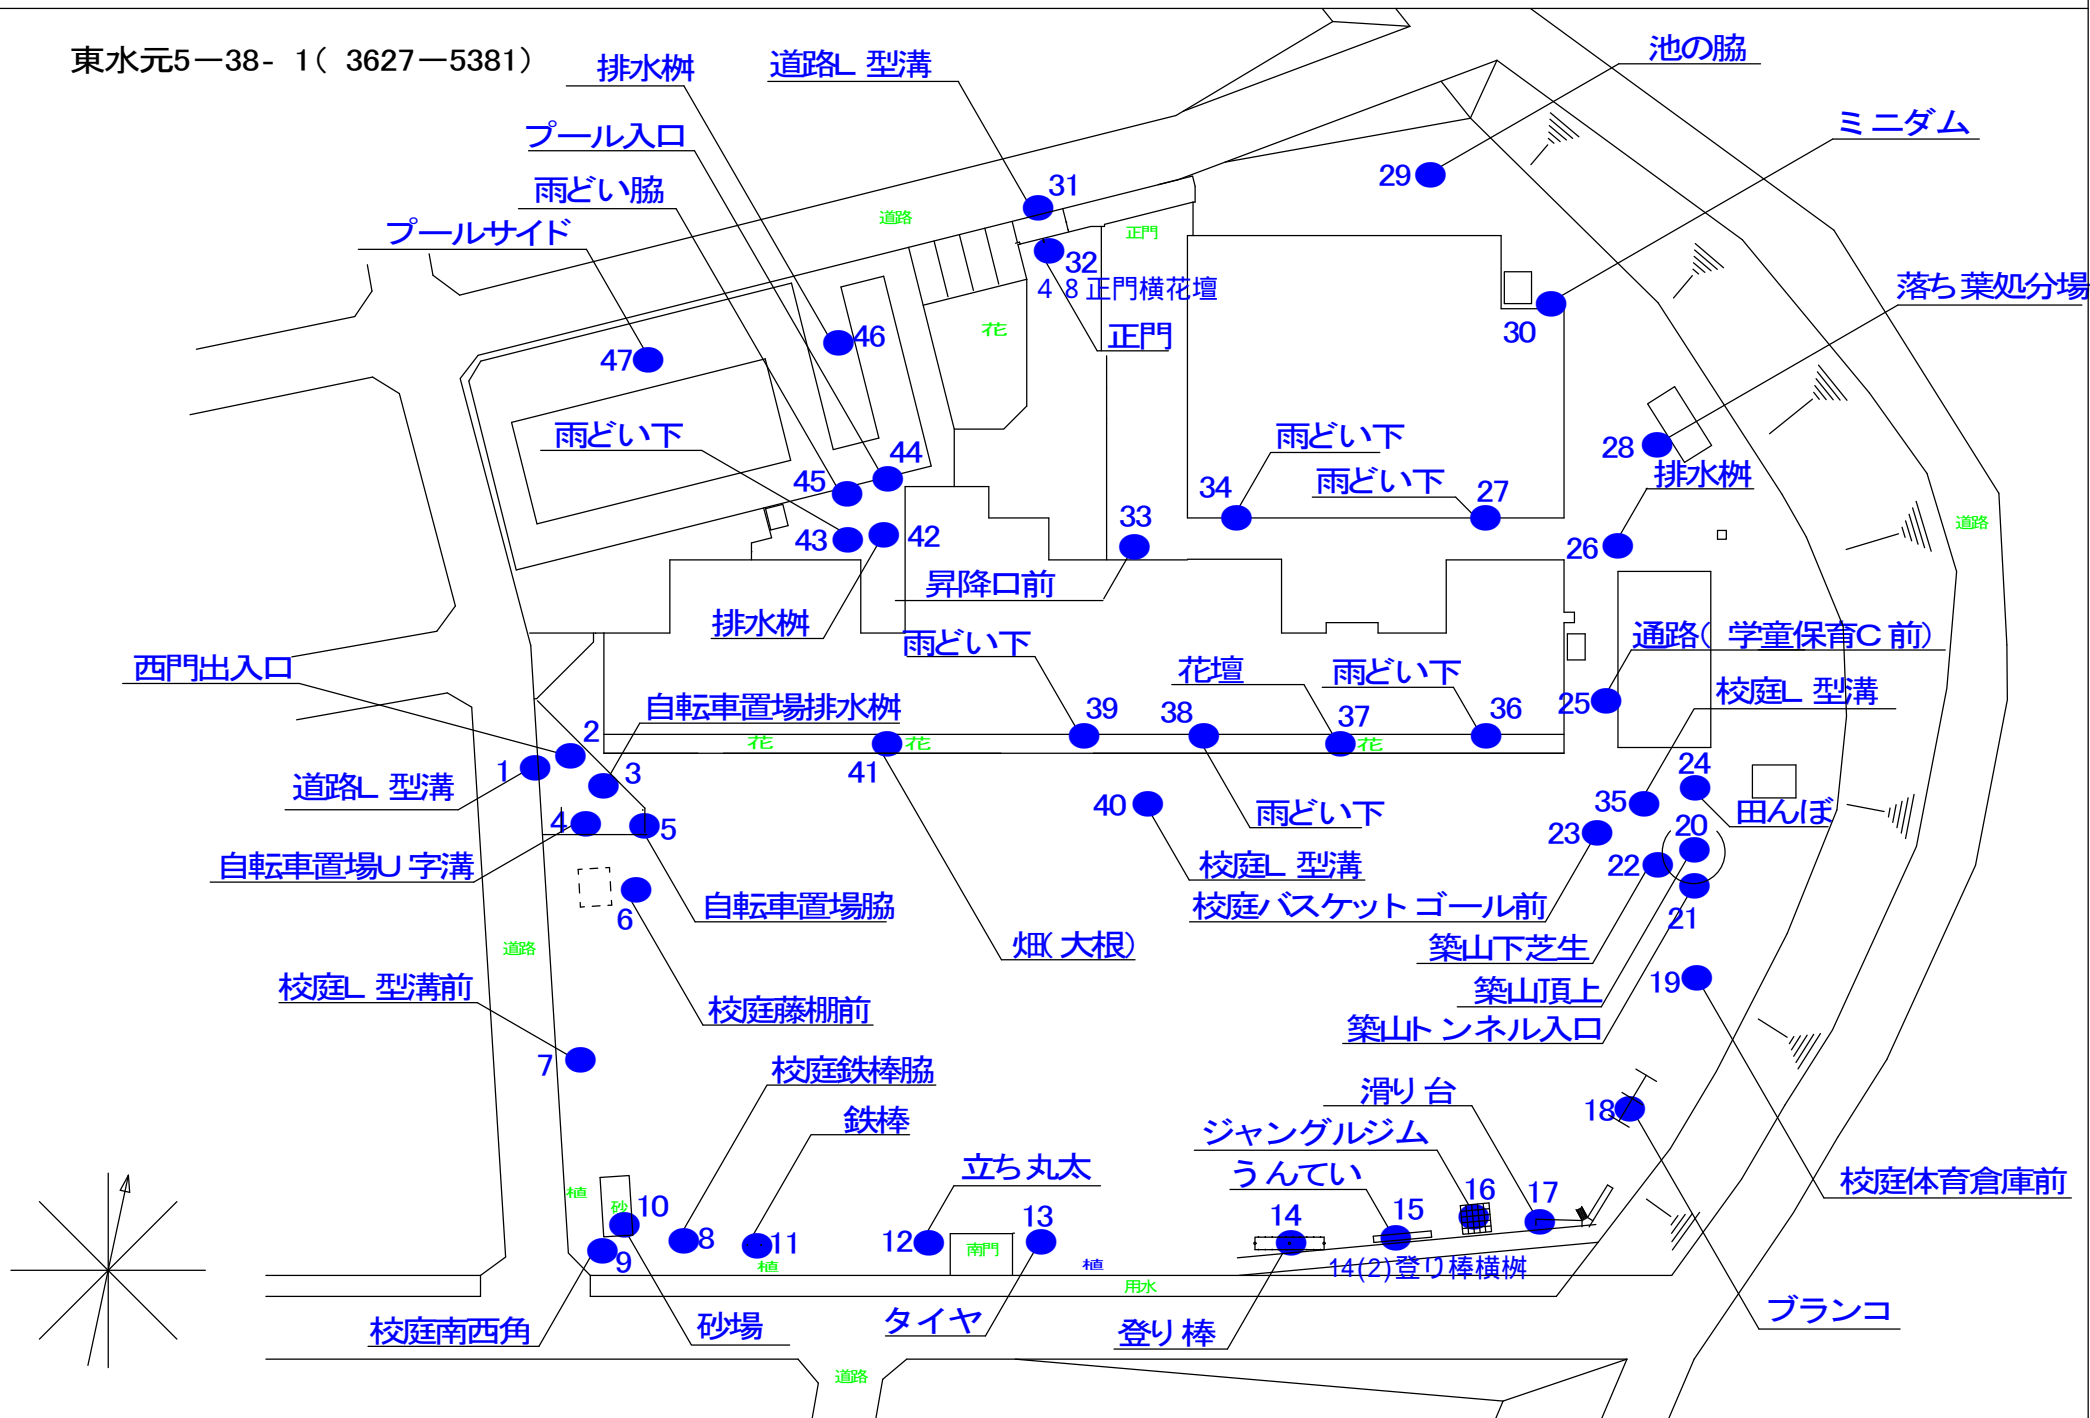 東水元5－38-1(3627－5381)
排水桝
道路L型溝
池の脇
プール入口
ミニダム
雨どい脇
29
31
プールサイド
道路
正門
32
48正門横花壇
落ち葉処分場
花
正門
30
46
47
雨どい下
雨どい下
28
44
排水桝
45
雨どい下
34
27
33
道路
43
42
26
昇降口前
排水桝
雨どい下
通路(学童保育C前)
西門出入口
花壇
雨どい下
校庭L型溝
自転車置場排水桝
25
39
38
37
36
2
花
花
花
1
3
41
24
道路L型溝
40
35
田んぼ
雨どい下
4
5
23
20
自転車置場U字溝
校庭L型溝
22
6
自転車置場脇
校庭バスケットゴール前
21
道路
畑(大根)
築山下芝生
校庭L型溝前
築山頂上
19
校庭藤棚前
築山トンネル入口
7
校庭鉄棒脇
滑り台
18
鉄棒
ジャングルジム
立ち丸太
うんてい
校庭体育倉庫前
植
砂
10
16
17
13
14
15
8
11
12
南門
9
植
植
14(2)登り棒横桝
用水
校庭南西角
砂場
タイヤ
登り棒
ブランコ
道路